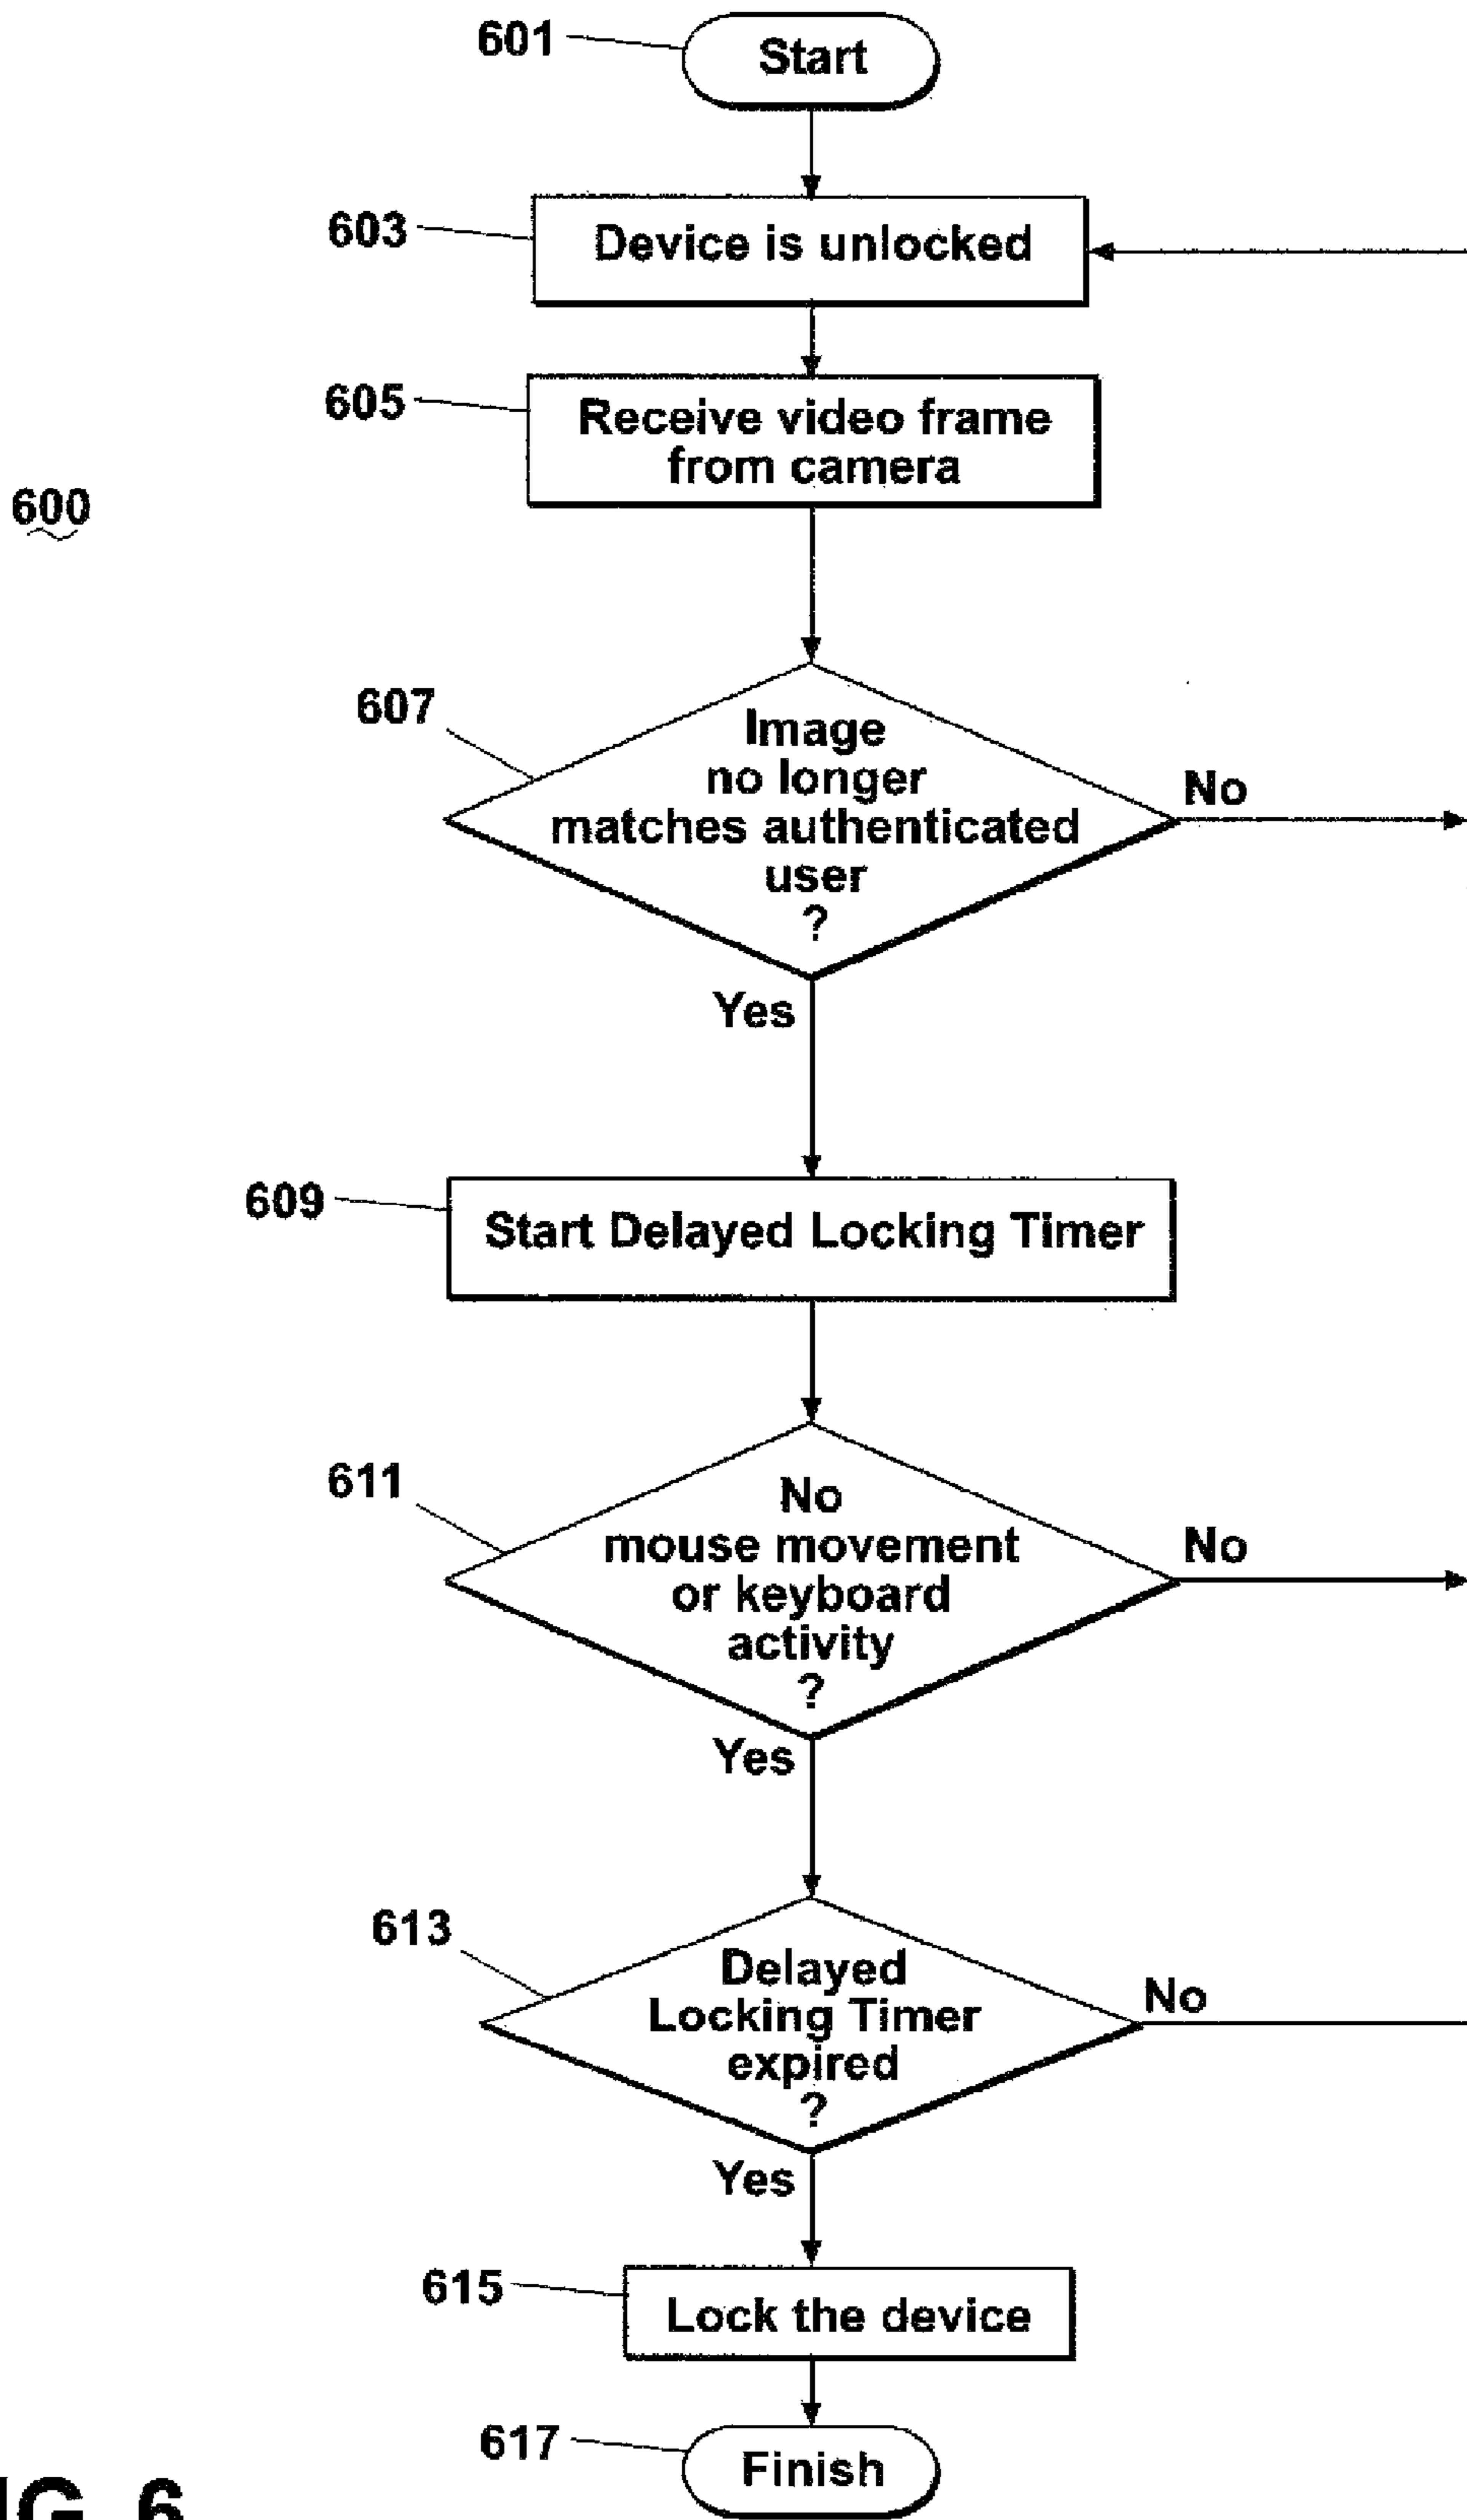 601
Start
603
Device is unlocked
605
Receive video frame
from camera
600
607
Image
no longer
matches authenticated
user
?
No
Yes
609
Start Delayed Locking Timer
611
No
mouse movement
or keyboard
activity
?
No
Yes
613
Delayed
Locking Timer
expired
?
No
Yes
615
Lock the device
617
Finish
6